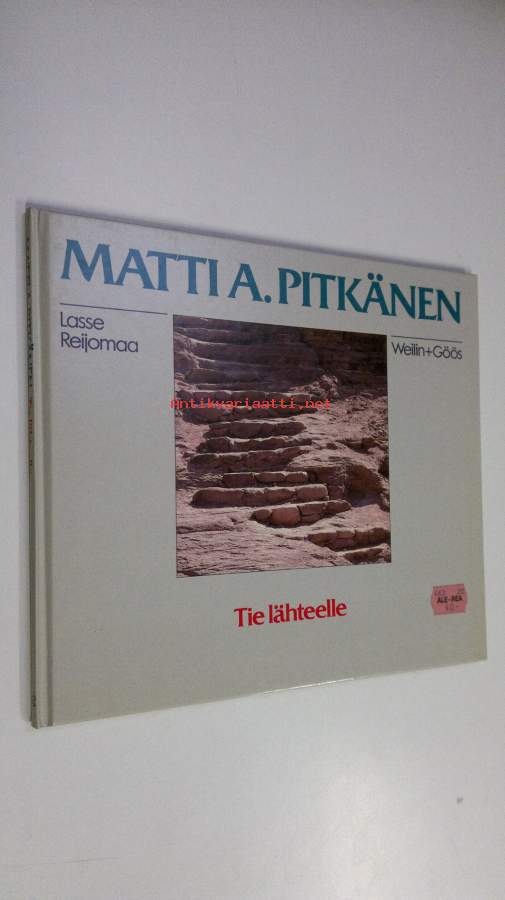 MATTI A. PITKÄNEN
Lasse
Reijomaa
Weilin+Göös
Antikvariaatti.net
Tie lähteelle
ALE-REA